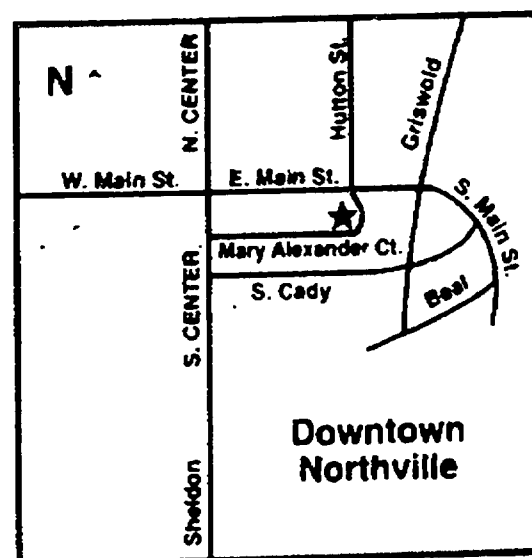 N
N. CENTER
Hutton St.
Griswold
W. Main St.
E. Main St.
S. Main St.
Mary Alexander Ct.
S. CENTER
S. Cady
Beal
Downtown
Northville
Sheldon